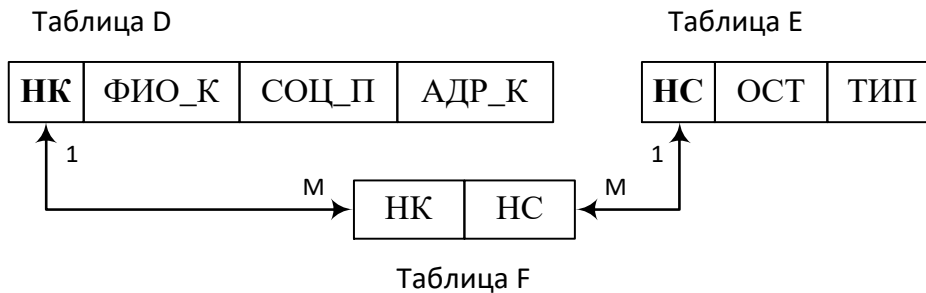 Таблица D
Таблица E
НК ФИО_К СОЦ_П АДР_К
НС ОСТ ТИП
1
1
М
М
НК НС
Таблица F